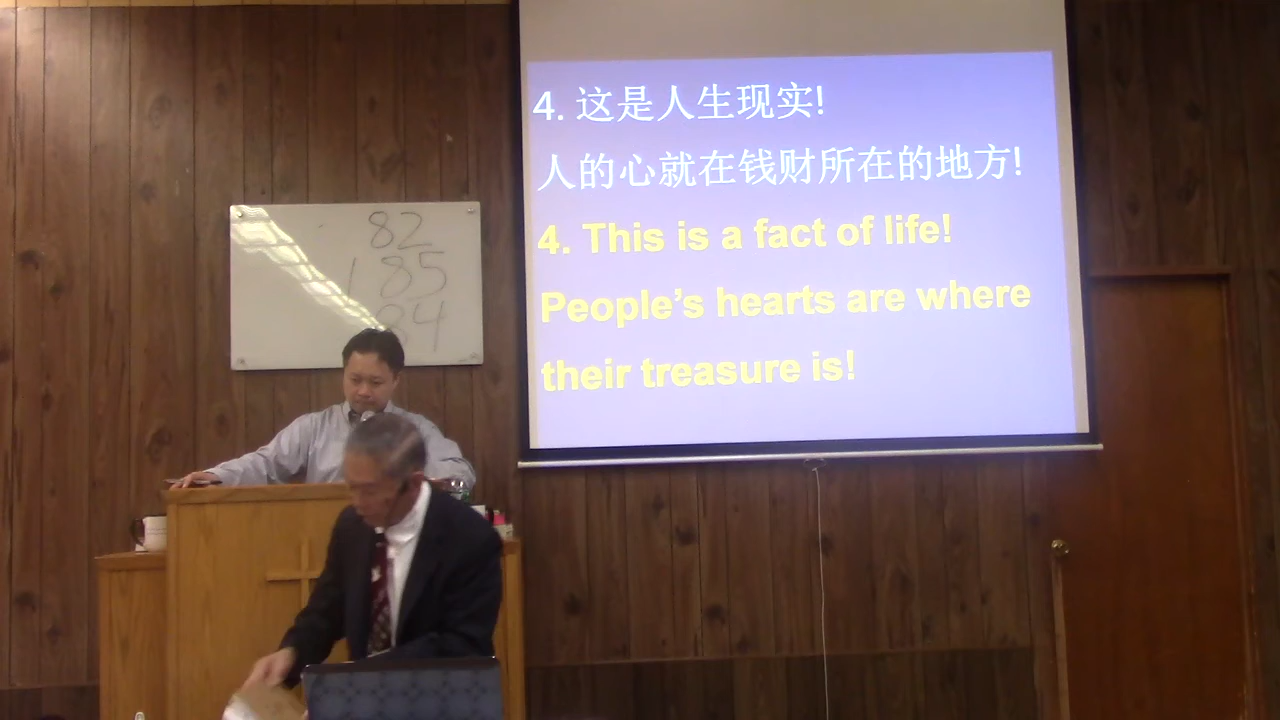 82
185
84
4. 这是人生现实!
人的心就在钱财所在的地方!
4. This is a fact of life!
People's hearts are where
their treasure is!